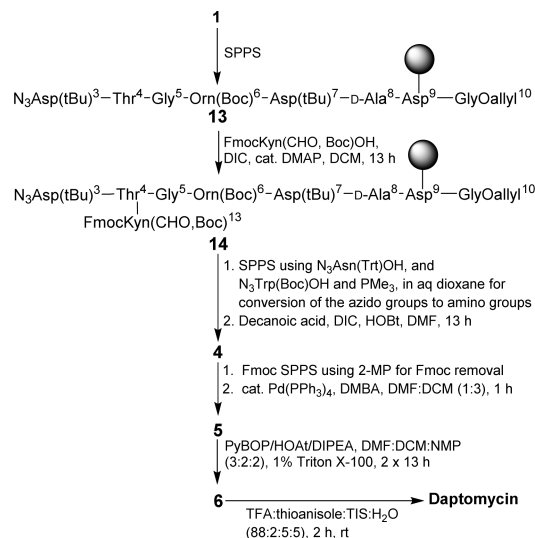 1
SPPS
N₃Asp(tBu)³–Thr⁴–Gly⁵–Orn(Boc)⁶–Asp(tBu)⁷–D-Ala⁸–Asp⁹–GlyOallyl¹⁰
13
FmocKyn(CHO, Boc)OH,
DIC, cat. DMAP, DCM, 13 h
N₃Asp(tBu)³–Thr⁴–Gly⁵–Orn(Boc)⁶–Asp(tBu)⁷–D-Ala⁸–Asp⁹–GlyOallyl¹⁰
FmocKyn(CHO,Boc)¹³
14
1. SPPS using N₃Asn(Trt)OH, and
N₃Trp(Boc)OH and PMe₃, in aq dioxane for
conversion of the azido groups to amino groups
2. Decanoic acid, DIC, HOBt, DMF, 13 h
4
1. Fmoc SPPS using 2-MP for Fmoc removal
2. cat. Pd(PPh₃)₄, DMBA, DMF:DCM (1:3), 1 h
5
PyBOP/HOAt/DIPEA, DMF:DCM:NMP
(3:2:2), 1% Triton X-100, 2 x 13 h
6 Daptomycin
TFA:thioanisole:TIS:H₂O
(88:2:5:5), 2 h, rt